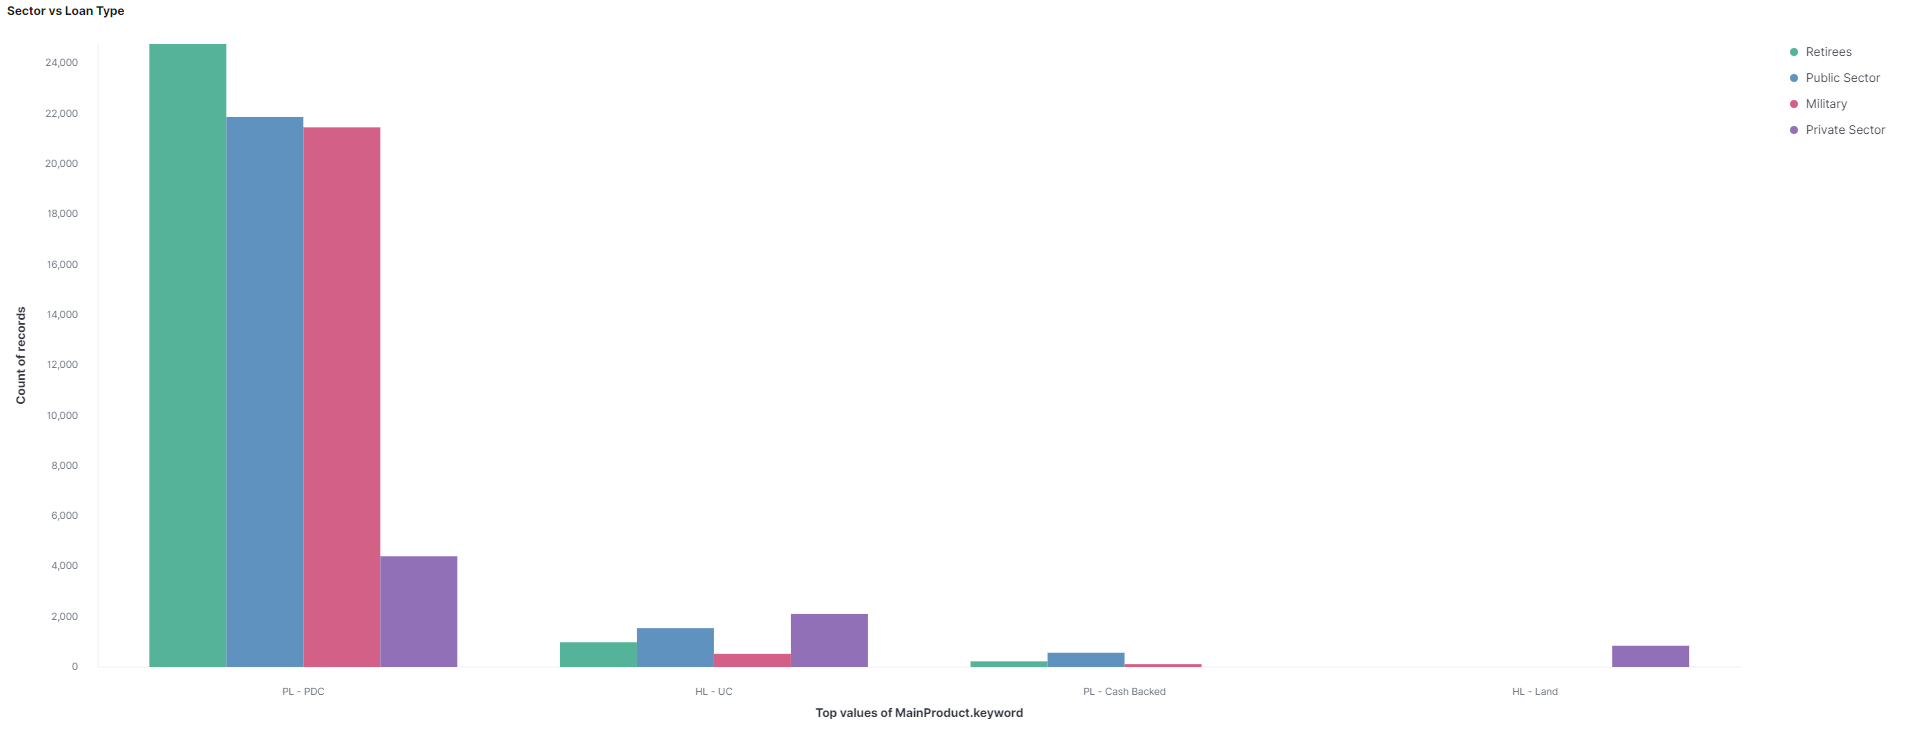 Sector vs Loan Type
Retirees
Public Sector
Military
Private Sector
Count of records
24,000
22,000
20,000
18,000
16,000
14,000
12,000
10,000
8,000
6,000
4,000
2,000
0
PL - PDC
HL - UC
PL - Cash Backed
HL - Land
Top values of MainProduct.keyword